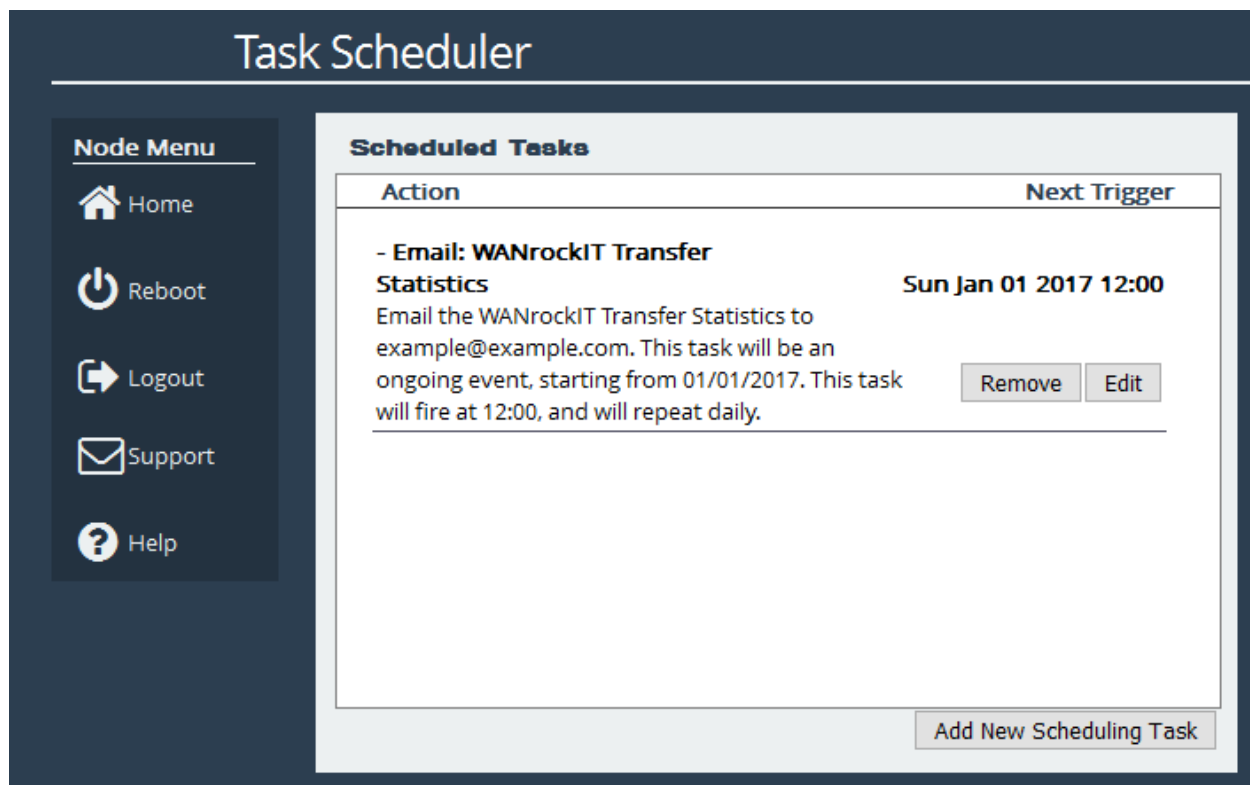 Task Scheduler
Node Menu
Home
Reboot
Logout
Support
Help
Scheduled Tasks
Action Next Trigger
- Email: WANrockIT Transfer
Statistics Sun Jan 01 2017 12:00
Email the WANrockIT Transfer Statistics to
example@example.com. This task will be an
ongoing event, starting from 01/01/2017. This task
will fire at 12:00, and will repeat daily.
Remove Edit
Add New Scheduling Task